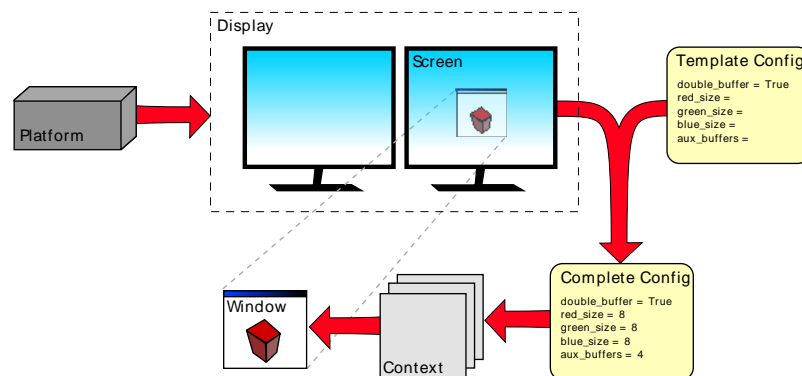 Display
Screen
Platform
Template Config
double_buffer = True
red_size =
green_size =
blue_size =
aux_buffers =
Complete Config
double_buffer = True
red_size = 8
green_size = 8
blue_size = 8
aux_buffers = 4
Window
Context